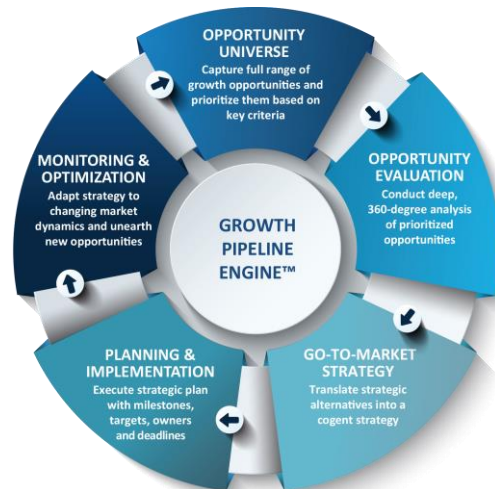 OPPORTUNITY
UNIVERSE
Capture full range of
growth opportunities and
prioritize them based on
key criteria
OPPORTUNITY
EVALUATION
Conduct deep,
360-degree analysis
of prioritized
opportunities
GO-TO-MARKET
STRATEGY
Translate strategic
alternatives into a
cogent strategy
PLANNING &
IMPLEMENTATION
Execute strategic plan
with milestones,
targets, owners
and deadlines
MONITORING &
OPTIMIZATION
Adapt strategy to
changing market
dynamics and unearth
new opportunities
GROWTH
PIPELINE
ENGINE™